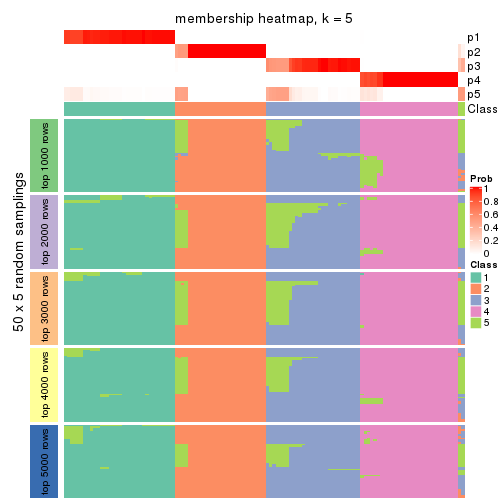 membership heatmap, k = 5
p1
p2
p3
p4
p5
Class
50 x 5 random samplings
top 1000 rows
top 2000 rows
top 3000 rows
top 4000 rows
top 5000 rows
Prob
1
0.8
0.6
0.4
0.2
0
Class
1
2
3
4
5